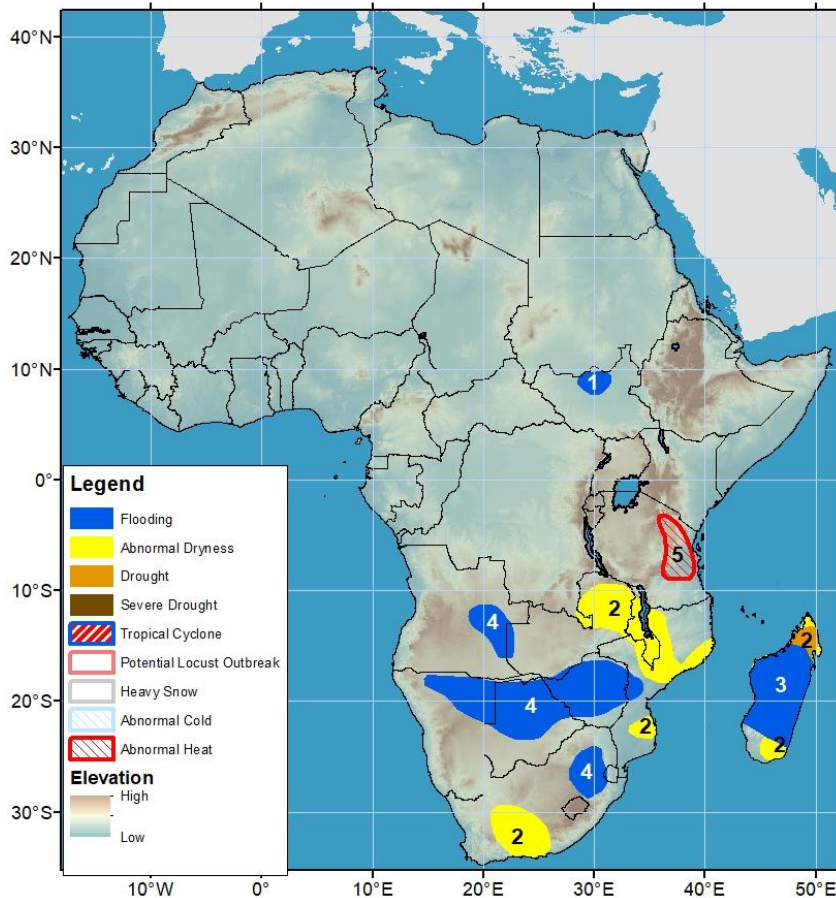 40°N
30°N
20°N
10°N
0°
10°S
20°S
30°S
1
5
2
4
2
3
4
2
2
4
2
Legend
Flooding
Abnormal Dryness
Drought
Severe Drought
Tropical Cyclone
Potential Locust Outbreak
Heavy Snow
Abnormal Cold
Abnormal Heat
Elevation
High
Low
10°W
0°
10°E
20°E
30°E
40°E
50°E